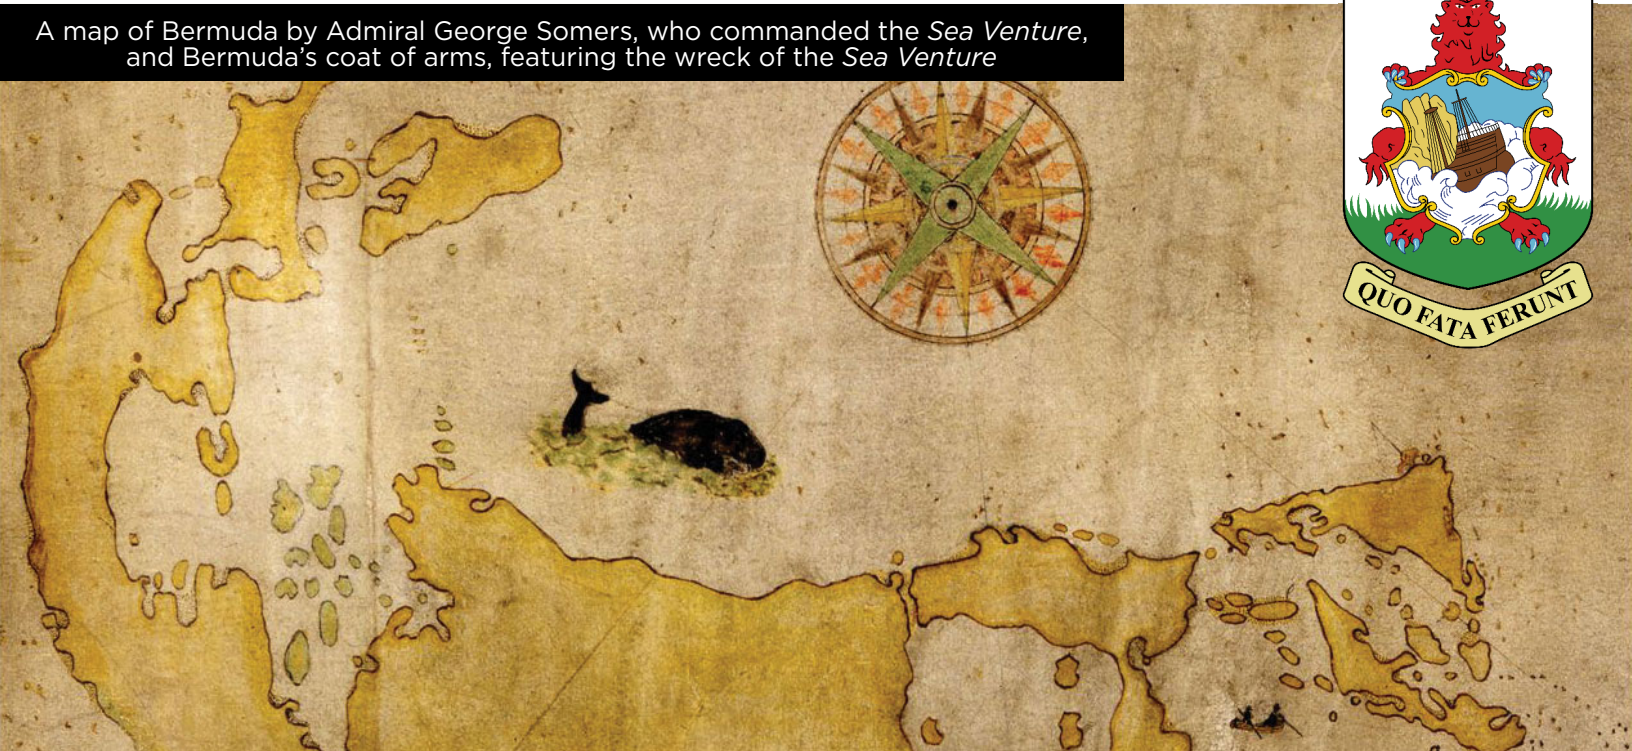 A map of Bermuda by Admiral George Somers, who commanded the Sea Venture,
and Bermuda’s coat of arms, featuring the wreck of the Sea Venture
QUO FATA FERUNT